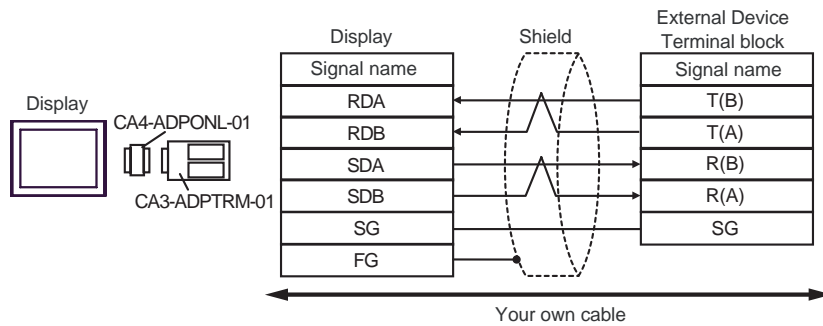 Display
CA4-ADPONL-01
CA3-ADPTRM-01
Display
Shield
External Device
Terminal block
Signal name
Signal name
RDA
T(B)
RDB
T(A)
SDA
R(B)
SDB
R(A)
SG
SG
FG
Your own cable